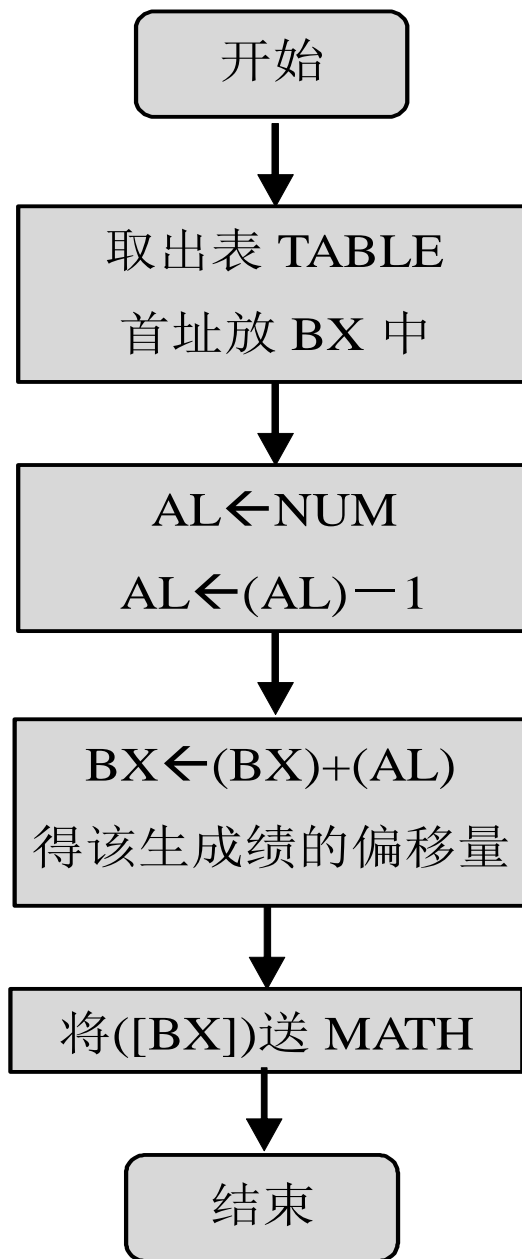 开始
取出表 TABLE
首址放 BX 中
AL←NUM
AL←(AL)－1
BX←(BX)+(AL)
得该生成绩的偏移量
将([BX])送 MATH
结束